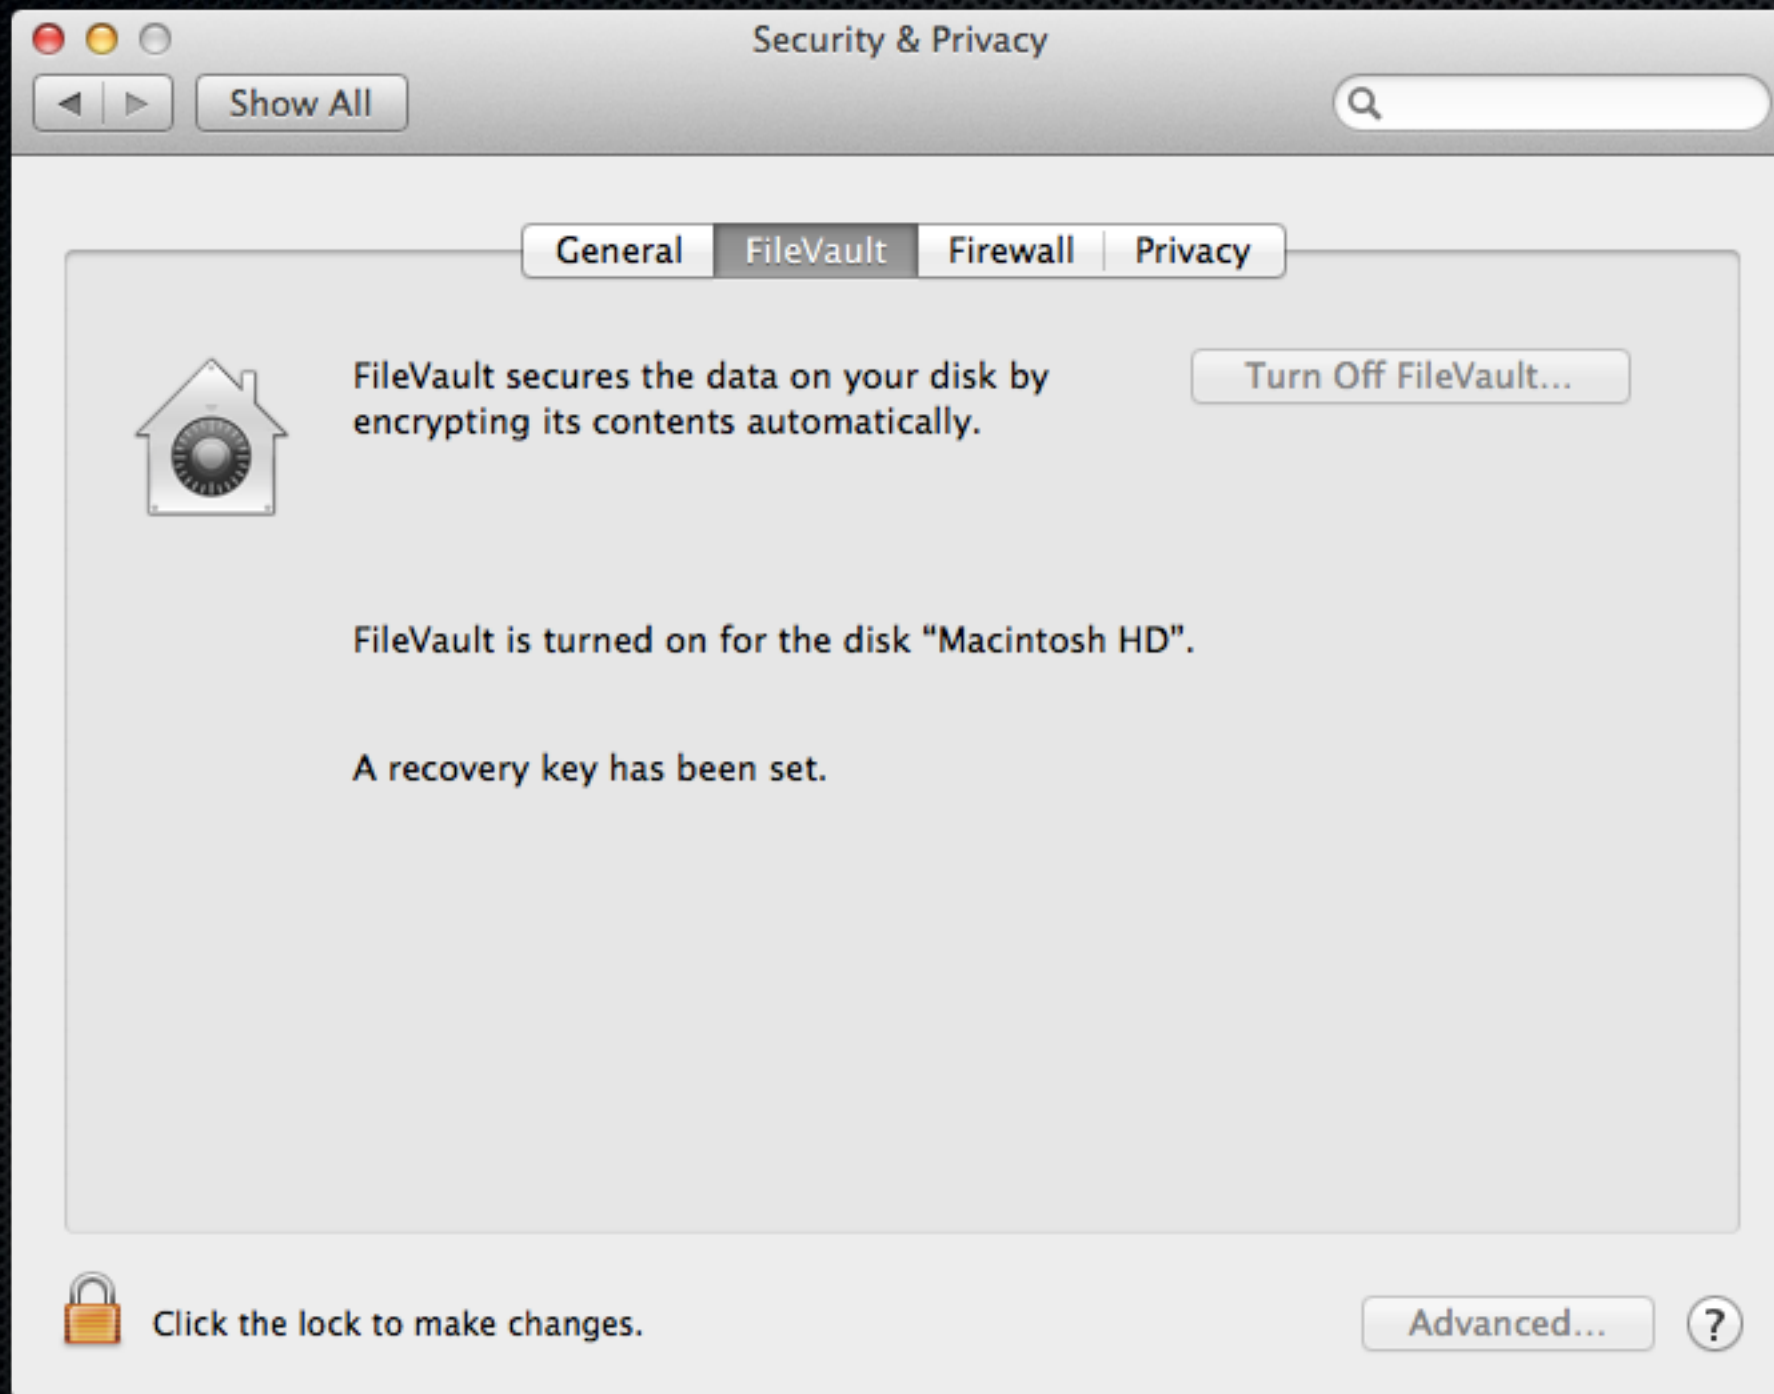 Security & Privacy
Show All
General
FileVault
Firewall
Privacy
FileVault secures the data on your disk by
encrypting its contents automatically.
Turn Off FileVault...
FileVault is turned on for the disk “Macintosh HD”.
A recovery key has been set.
Click the lock to make changes.
Advanced...
?